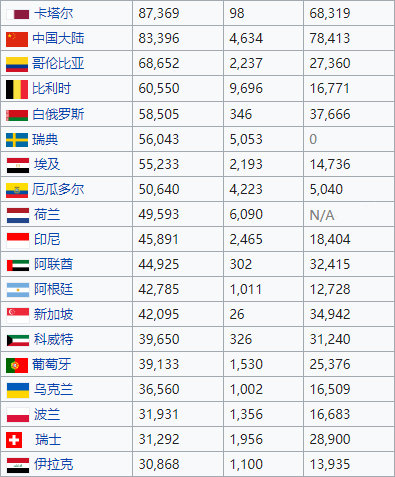 卡塔尔 87,369 98 68,319
中国大陆 83,396 4,634 78,413
哥伦比亚 68,652 2,237 27,360
比利时 60,550 9,696 16,771
白俄罗斯 58,505 346 37,666
瑞典 56,043 5,053 0
埃及 55,233 2,193 14,736
厄瓜多尔 50,640 4,223 5,040
荷兰 49,593 6,090 N/A
印尼 45,891 2,465 18,404
阿联酋 44,925 302 32,415
阿根廷 42,785 1,011 12,728
新加坡 42,095 26 34,942
科威特 39,650 326 31,240
葡萄牙 39,133 1,530 25,376
乌克兰 36,560 1,002 16,509
波兰 31,931 1,356 16,683
瑞士 31,292 1,956 28,900
伊拉克 30,868 1,100 13,935